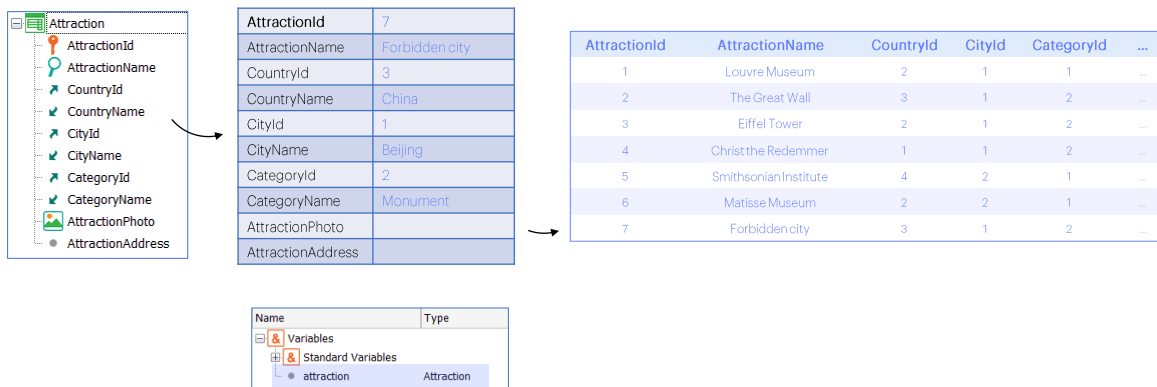 Attraction
AttractionId
AttractionName
CountryId
CountryName
CityId
CityName
CategoryId
CategoryName
AttractionPhoto
AttractionAddress
AttractionId 7
AttractionName Forbidden city
CountryId 3
CountryName China
CityId 1
CityName Beijing
CategoryId 2
CategoryName Monument
AttractionPhoto
AttractionAddress
AttractionId AttractionName CountryId CityId CategoryId ...
1 Louvre Museum 2 1 1 ...
2 The Great Wall 3 1 2 ...
3 Eiffel Tower 2 1 2 ...
4 Christ the Redemmer 1 1 2 ...
5 Smithsonian Institute 4 2 1 ...
6 Matisse Museum 2 2 1 ...
7 Forbidden city 3 1 2 ...
Name Type
& Variables
& Standard Variables
attraction Attraction